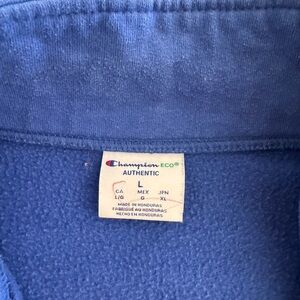 Champion ECO®
AUTHENTIC
L
CA MEX JPN
L/G G XL
MADE IN HONDURAS
FABRIQUÉ AU HONDURAS
HECHO EN HONDURAS